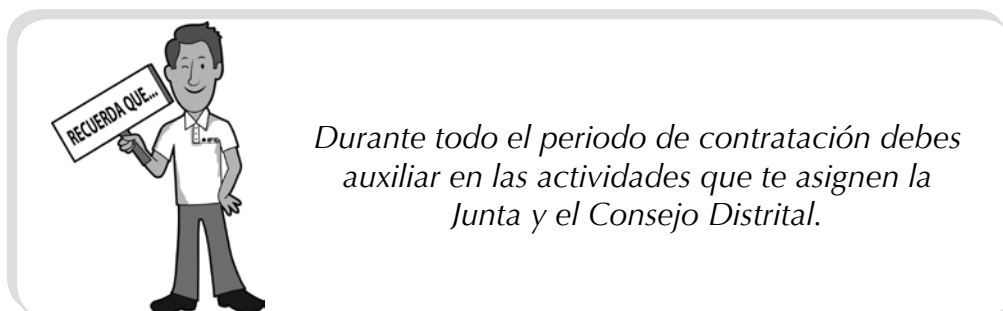 RECUERDA QUE...
Durante todo el periodo de contratación debes
auxiliar en las actividades que te asignen la
Junta y el Consejo Distrital.